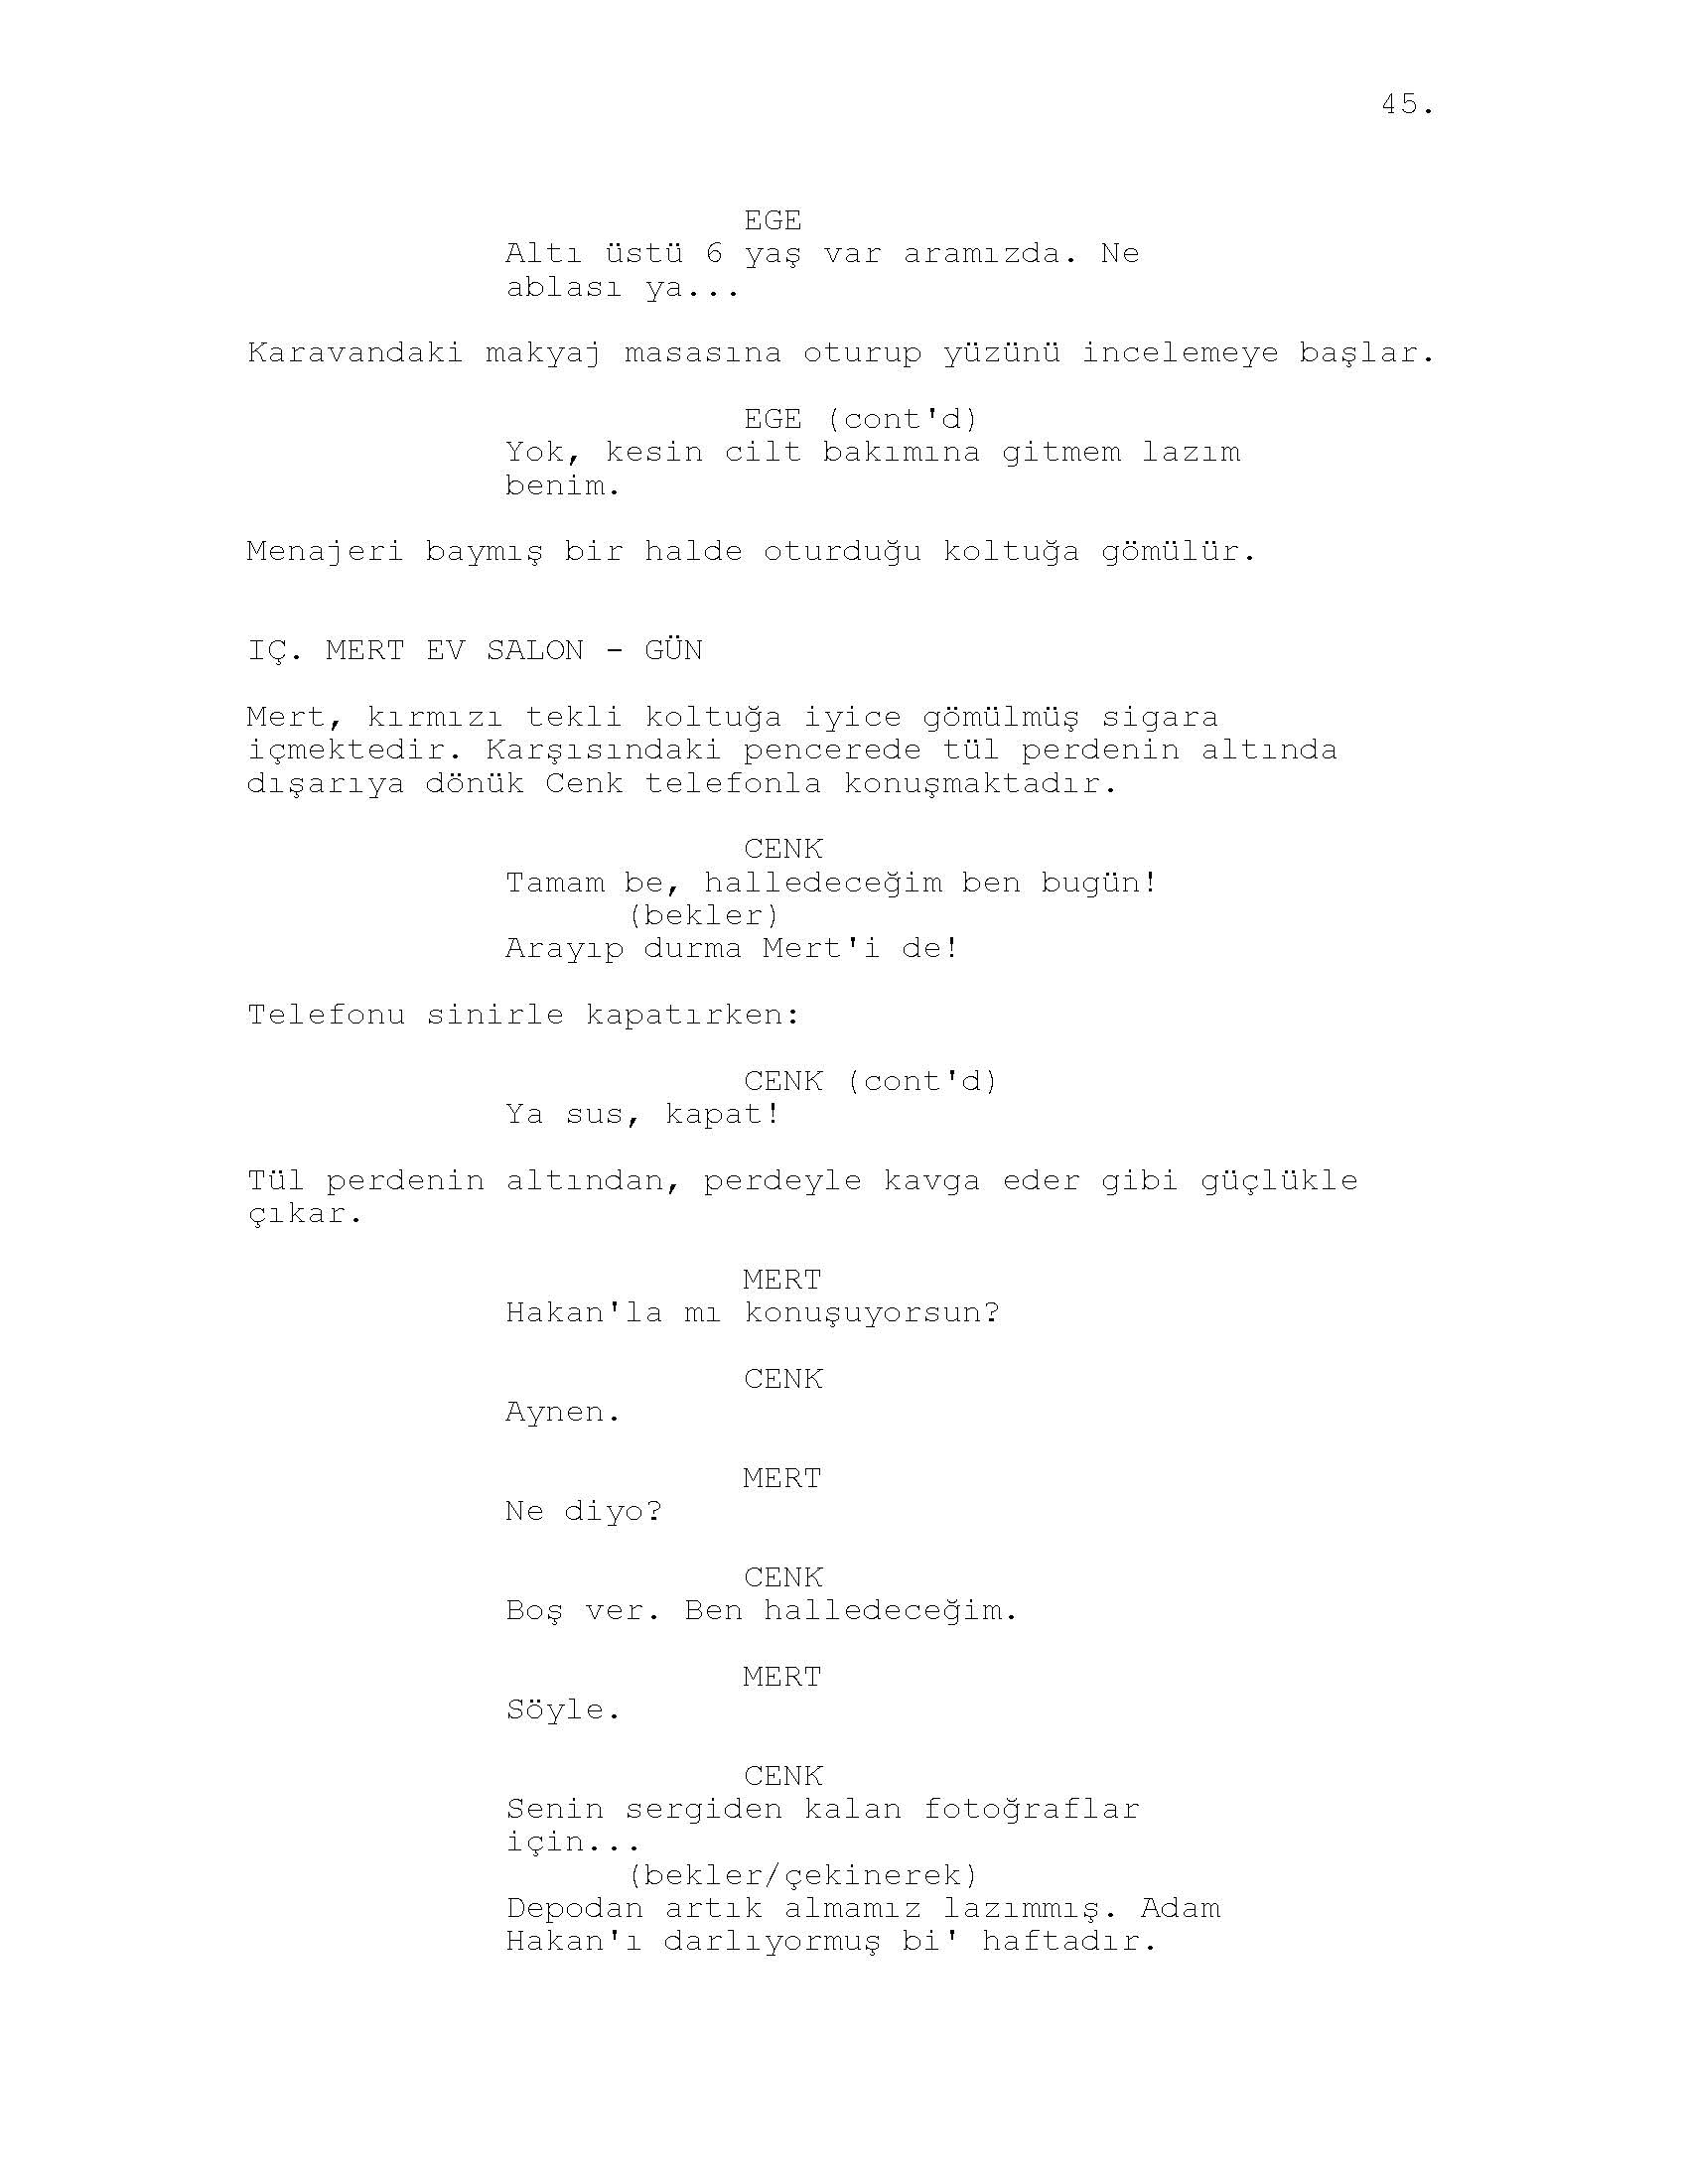 45.
EGE
Altı üstü 6 yaş var aramızda. Ne
ablası ya...
Karavandaki makyaj masasına oturup yüzünü incelemeye başlar.
EGE (cont'd)
Yok, kesin cilt bakımına gitmem lazım
benim.
Menajeri baymış bir halde oturduğu koltuğa gömülür.
IÇ. MERT EV SALON - GÜN
Mert, kırmızı tekli koltuğa iyice gömülmüş sigara
içmektedir. Karşısındaki pencerede tül perdenin altında
dışarıya dönük Cenk telefonla konuşmaktadır.
CENK
Tamam be, halledeceğim ben bugün!
(bekler)
Arayıp durma Mert'i de!
Telefonu sinirle kapatırken:
CENK (cont'd)
Ya sus, kapat!
Tül perdenin altından, perdeyle kavga eder gibi güçlükle
çıkar.
MERT
Hakan'la mı konuşuyorsun?
CENK
Aynen.
MERT
Ne diyo?
CENK
Boş ver. Ben halledeceğim.
MERT
Söyle.
CENK
Senin sergiden kalan fotoğraflar
için...
(bekler/çekinerek)
Depodan artık almamız lazımmış. Adam
Hakan'ı darlıyormuş bi' haftadır.